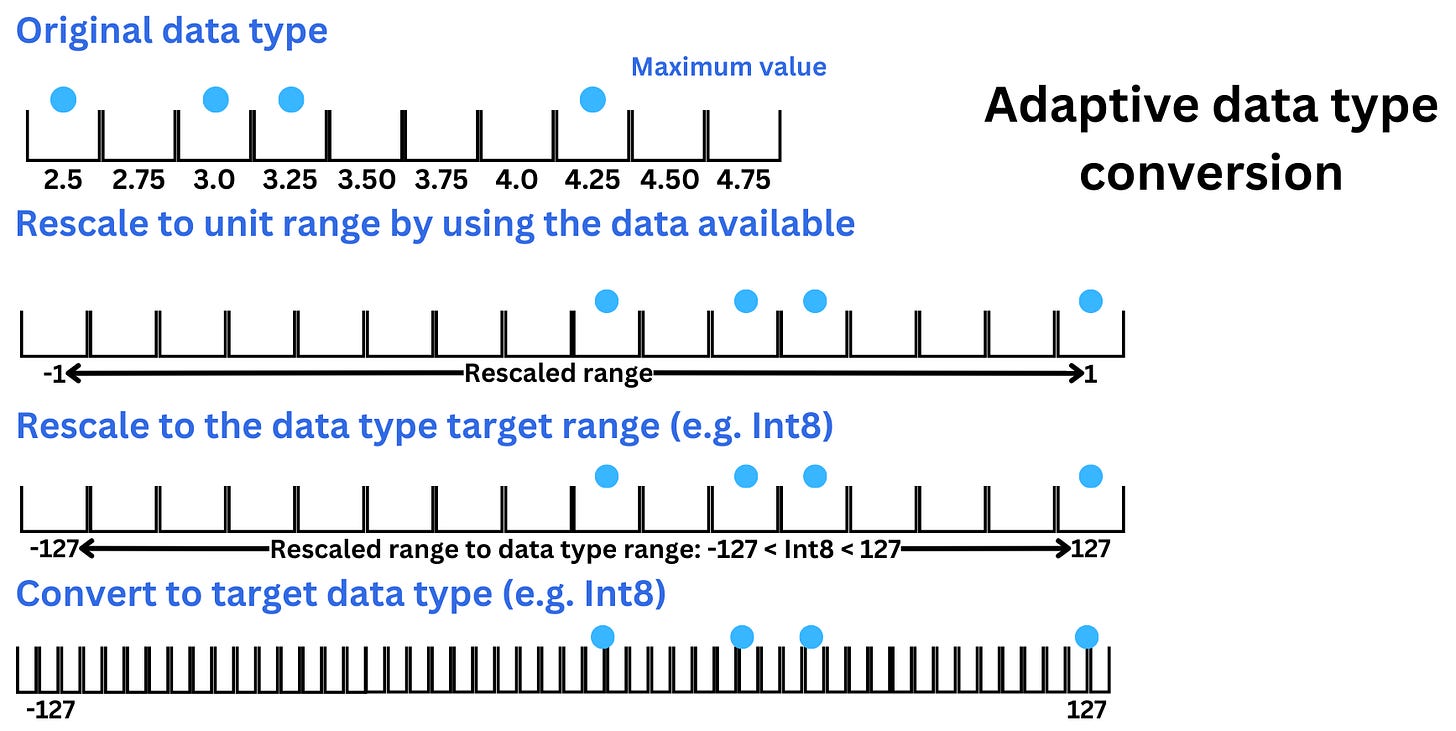 Original data type
Maximum value
Adaptive data type
conversion
2.5 2.75 3.0 3.25 3.50 3.75 4.0 4.25 4.50 4.75
Rescale to unit range by using the data available
-1 Rescaled range 1
Rescale to the data type target range (e.g. Int8)
-127 Rescaled range to data type range: -127 < Int8 < 127 127
Convert to target data type (e.g. Int8)
-127 127